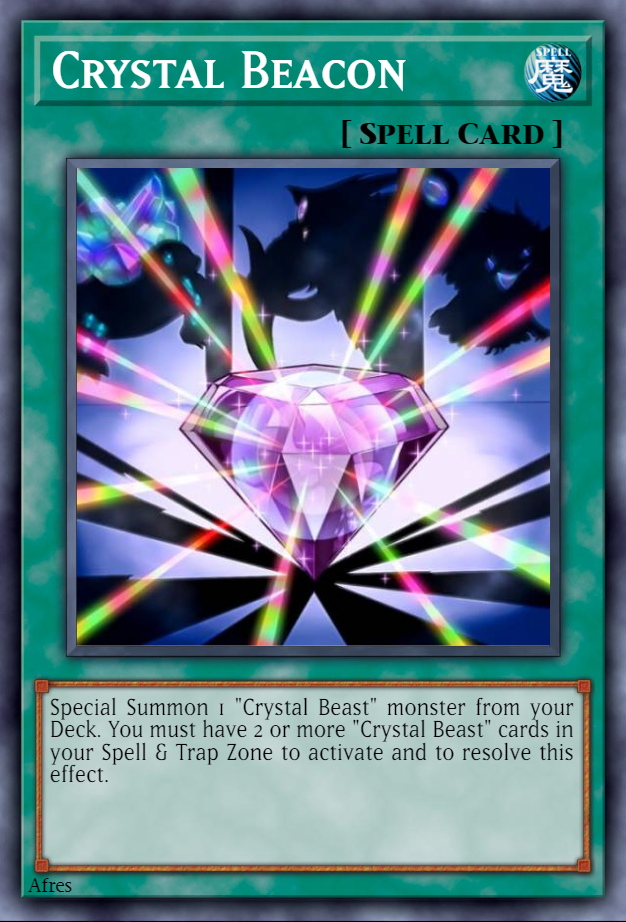 Crystal Beacon
SPELL
魔
[ Spell Card ]
Special Summon 1 "Crystal Beast" monster from your
Deck. You must have 2 or more "Crystal Beast" cards in
your Spell & Trap Zone to activate and to resolve this
effect.
Afres